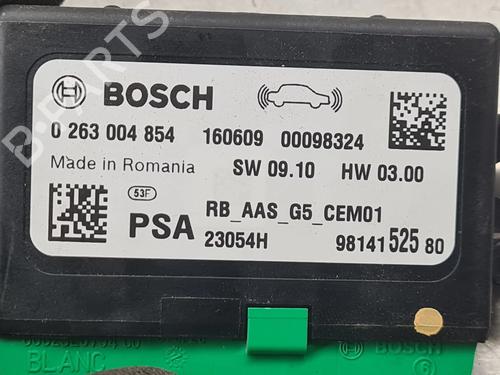 BOSCH
0 263 004 854 160609 00098324
Made in Romania SW 09.10 HW 03.00
53F
PSA RB_AAS_G5_CEM01
23054H 98141 525 80
BLANC
BOSCH
B-PARTS